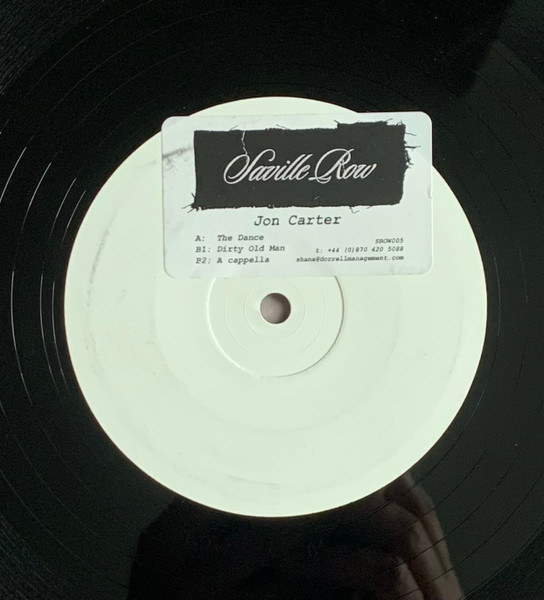 Saville Row
Jon Carter
A: The Dance
B1: Dirty Old Man
B2: A cappella
SROW005
t: +44 (0)870 420 5088
shane@dorrellmanagement.com